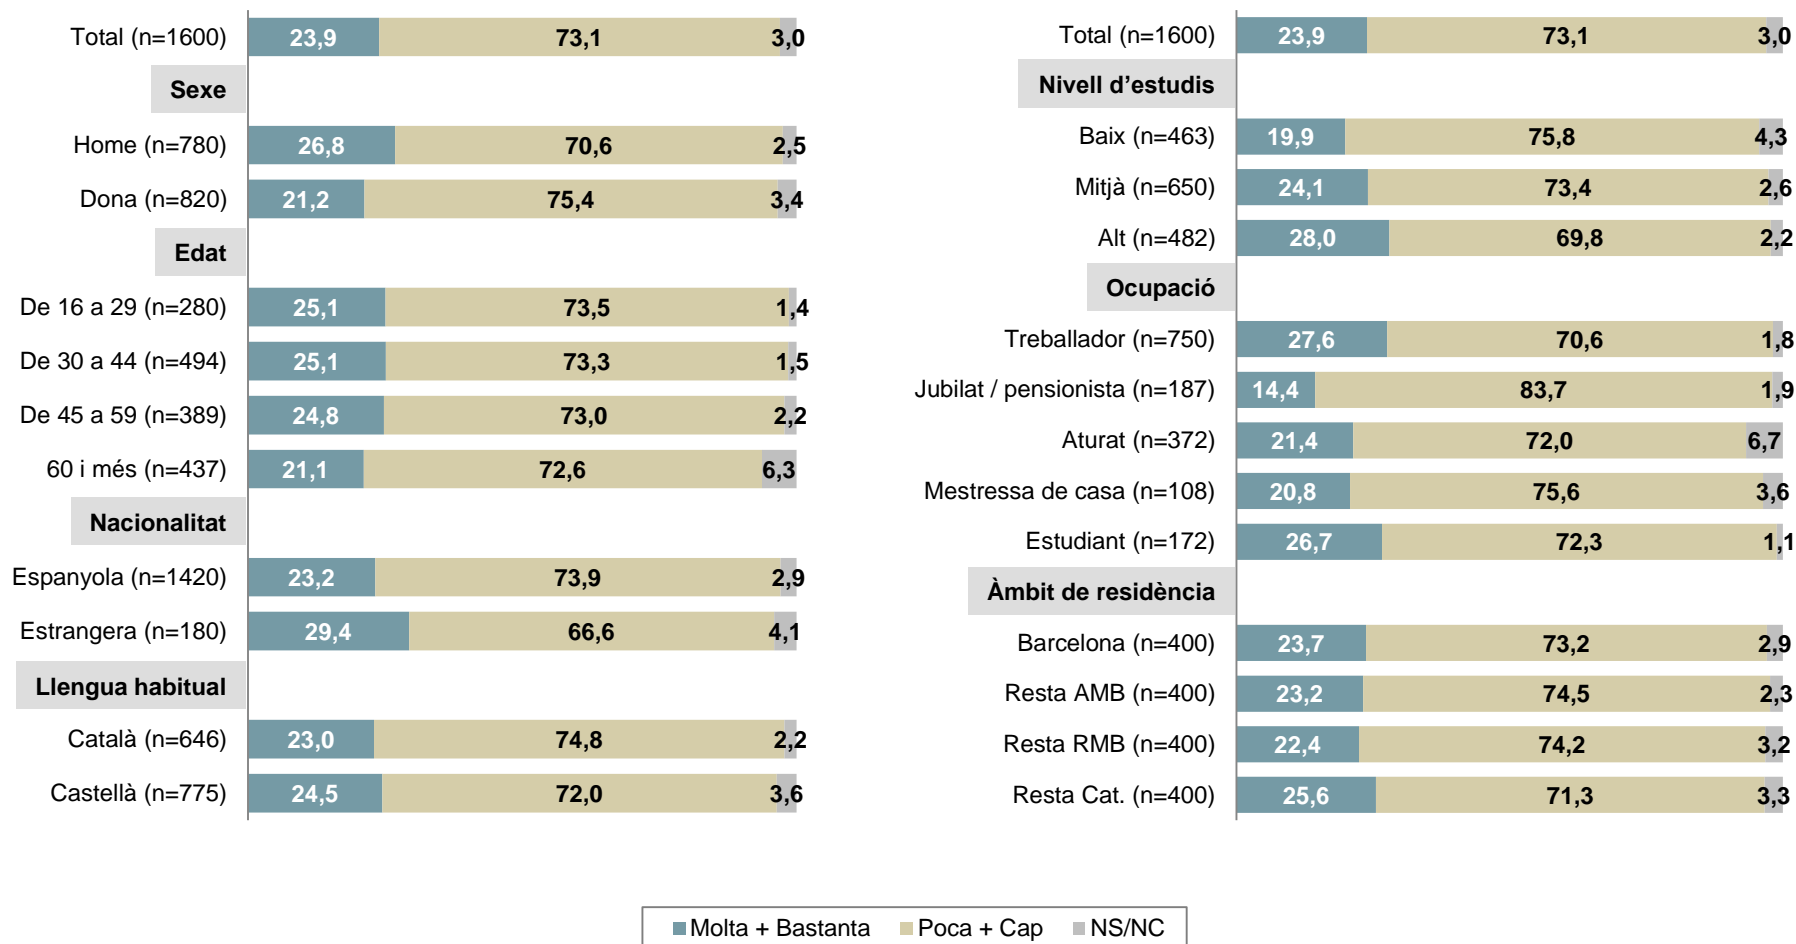 Total (n=1600) 23,9 73,1 3,0
Sexe
Home (n=780) 26,8 70,6 2,5
Dona (n=820) 21,2 75,4 3,4
Edat
De 16 a 29 (n=280) 25,1 73,5 1,4
De 30 a 44 (n=494) 25,1 73,3 1,5
De 45 a 59 (n=389) 24,8 73,0 2,2
60 i més (n=437) 21,1 72,6 6,3
Nacionalitat
Espanyola (n=1420) 23,2 73,9 2,9
Estrangera (n=180) 29,4 66,6 4,1
Llengua habitual
Català (n=646) 23,0 74,8 2,2
Castellà (n=775) 24,5 72,0 3,6
Total (n=1600) 23,9 73,1 3,0
Nivell d’estudis
Baix (n=463) 19,9 75,8 4,3
Mitjà (n=650) 24,1 73,4 2,6
Alt (n=482) 28,0 69,8 2,2
Ocupació
Treballador (n=750) 27,6 70,6 1,8
Jubilat / pensionista (n=187) 14,4 83,7 1,9
Aturat (n=372) 21,4 72,0 6,7
Mestressa de casa (n=108) 20,8 75,6 3,6
Estudiant (n=172) 26,7 72,3 1,1
Àmbit de residència
Barcelona (n=400) 23,7 73,2 2,9
Resta AMB (n=400) 23,2 74,5 2,3
Resta RMB (n=400) 22,4 74,2 3,2
Resta Cat. (n=400) 25,6 71,3 3,3
Molta + Bastanta Poca + Cap NS/NC